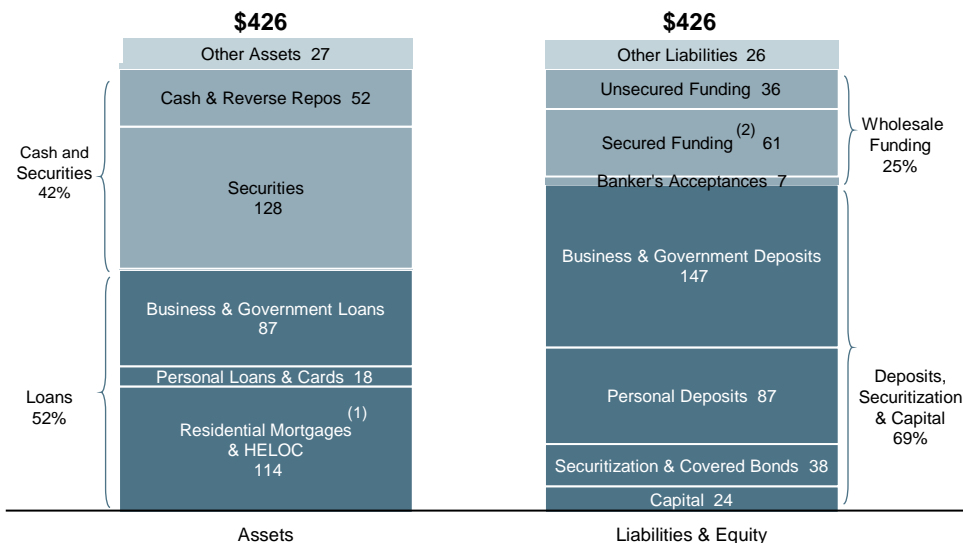 $426
Other Assets 27
Cash & Reverse Repos 52
Securities
128
Business & Government Loans
87
Personal Loans & Cards 18
Residential Mortgages (1)
& HELOC
114
Cash and
Securities
42%
Loans
52%
Assets
$426
Other Liabilities 26
Unsecured Funding 36
Secured Funding (2) 61
Banker's Acceptances 7
Business & Government Deposits
147
Personal Deposits 87
Securitization & Covered Bonds 38
Capital 24
Wholesale
Funding
25%
Deposits,
Securitization
& Capital
69%
Liabilities & Equity